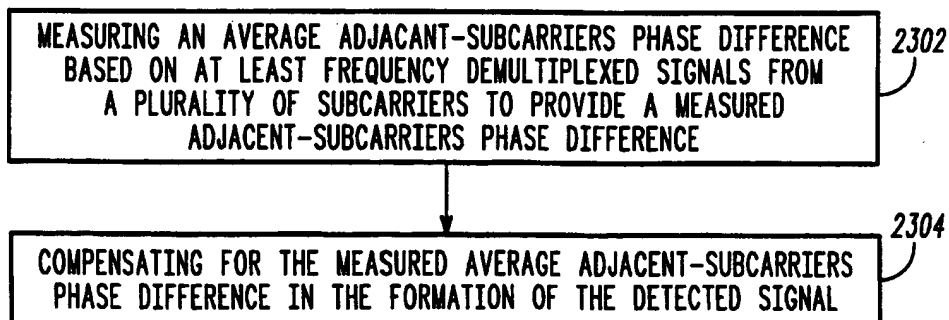 MEASURING AN AVERAGE ADJACANT-SUBCARRIERS PHASE DIFFERENCE
BASED ON AT LEAST FREQUENCY DEMULTIPLEXED SIGNALS FROM
A PLURALITY OF SUBCARRIERS TO PROVIDE A MEASURED
ADJACENT-SUBCARRIERS PHASE DIFFERENCE
2302
COMPENSATING FOR THE MEASURED AVERAGE ADJACENT-SUBCARRIERS
PHASE DIFFERENCE IN THE FORMATION OF THE DETECTED SIGNAL
2304